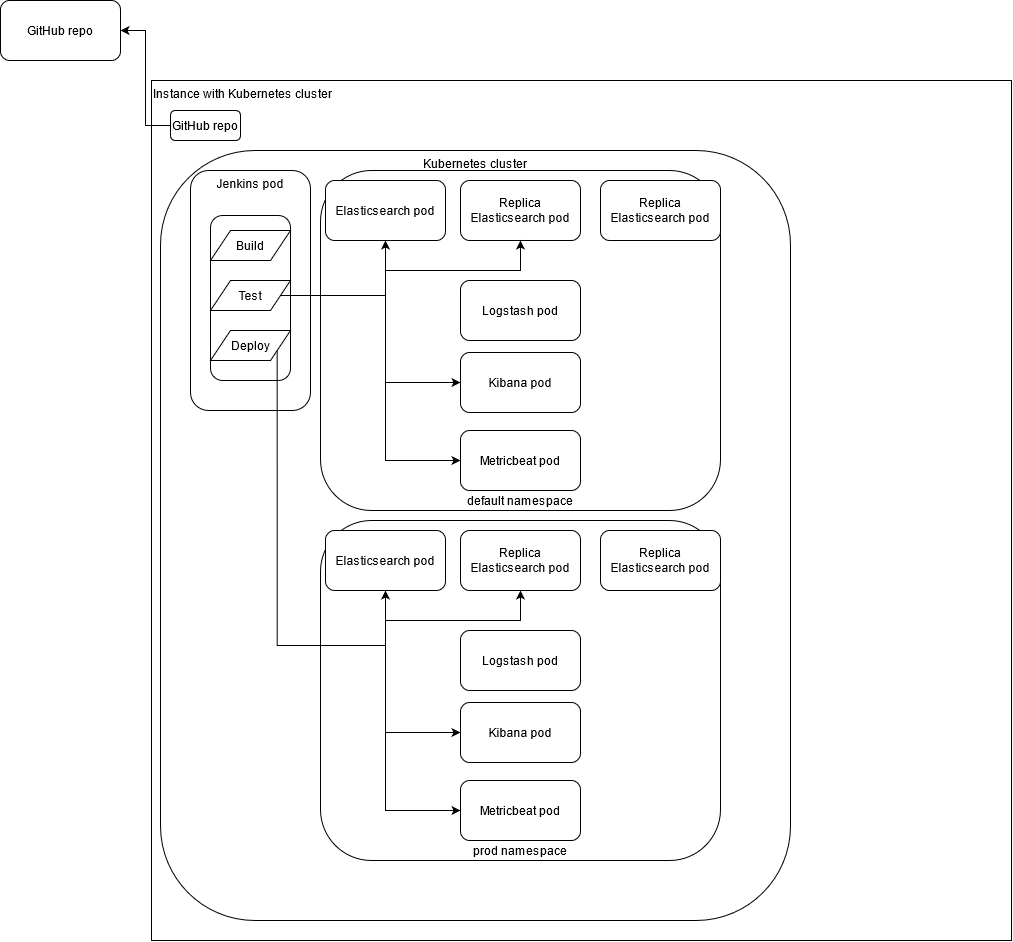 GitHub repo
Instance with Kubernetes cluster
GitHub repo
Kubernetes cluster
Jenkins pod
Build
Test
Deploy
Elasticsearch pod
Replica
Elasticsearch pod
Replica
Elasticsearch pod
Logstash pod
Kibana pod
Metricbeat pod
default namespace
Elasticsearch pod
Replica
Elasticsearch pod
Replica
Elasticsearch pod
Logstash pod
Kibana pod
Metricbeat pod
prod namespace